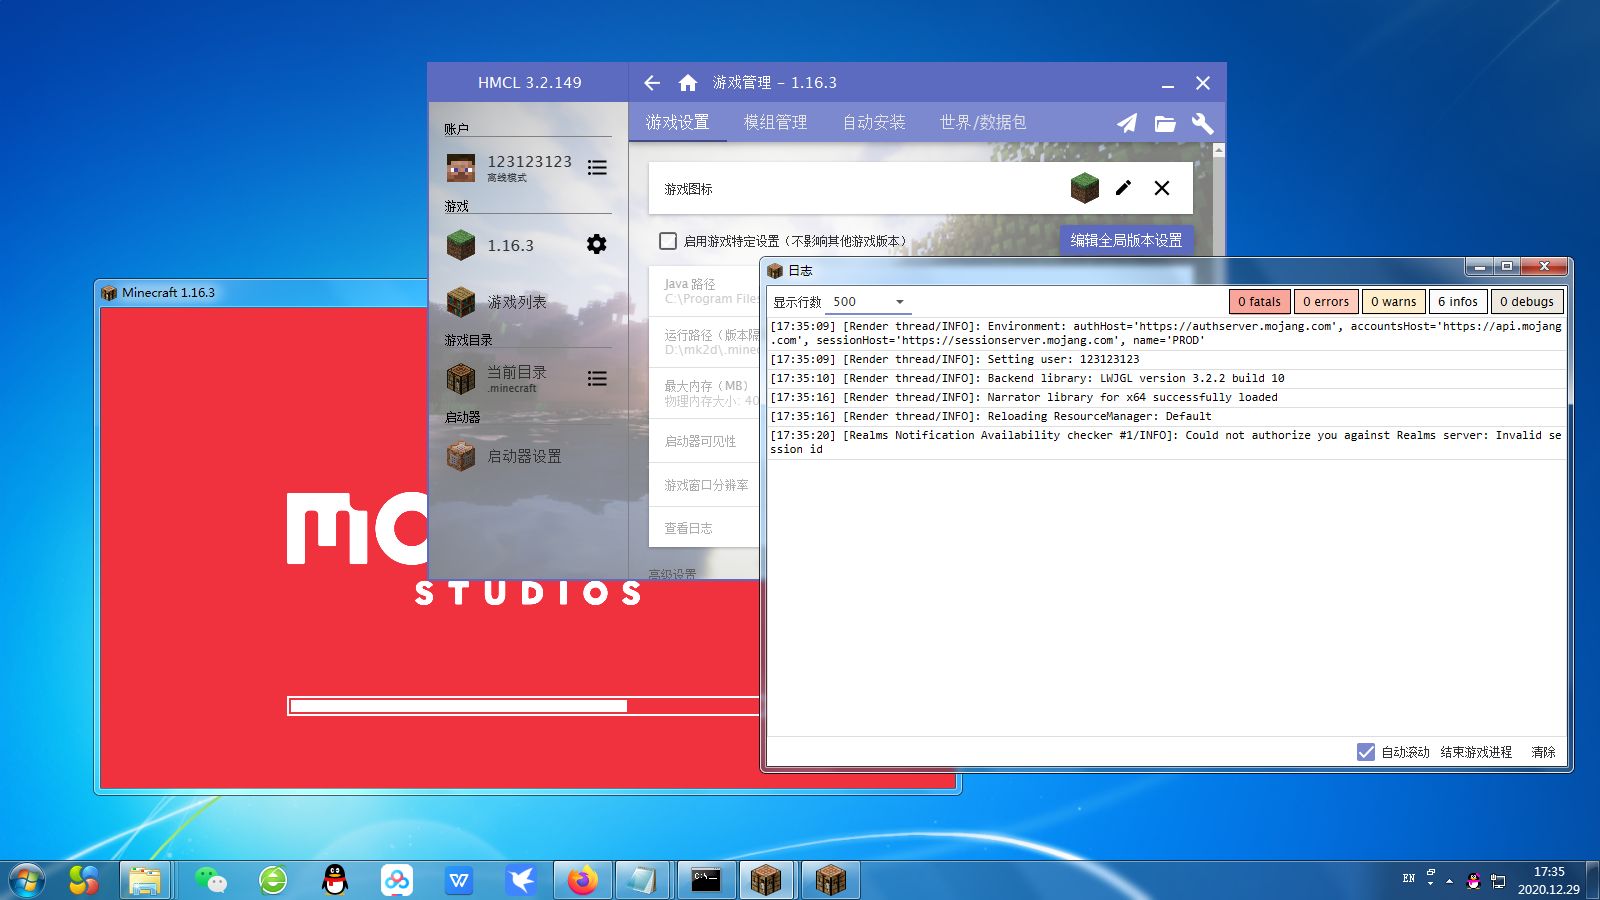 HMCL 3.2.149
游戏管理 – 1.16.3
游戏设置 模组管理 自动安装 世界/数据包
账户
123123123
离线模式
游戏
1.16.3
游戏列表
游戏目录
当前目录
.minecraft
启动器
启动器设置
游戏图标
启用游戏特定设置（不影响其他游戏版本）
编辑全局版本设置
Java 路径
C:\Program Files
运行路径（版本隔
D:\mk2d\.minec
最大内存（MB）
物理内存大小: 40
启动器可见性
游戏窗口分辨率
查看日志
高级设置
Minecraft 1.16.3
MO
STUDIOS
日志
显示行数 500
0 fatals 0 errors 0 warns 6 infos 0 debugs
[17:35:09] [Render thread/INFO]: Environment: authHost='https://authserver.mojang.com', accountsHost='https://api.mojang
.com', sessionHost='https://sessionserver.mojang.com', name='PROD'
[17:35:09] [Render thread/INFO]: Setting user: 123123123
[17:35:10] [Render thread/INFO]: Backend library: LWJGL version 3.2.2 build 10
[17:35:16] [Render thread/INFO]: Narrator library for x64 successfully loaded
[17:35:16] [Render thread/INFO]: Reloading ResourceManager: Default
[17:35:20] [Realms Notification Availability checker #1/INFO]: Could not authorize you against Realms server: Invalid se
ssion id
自动滚动 结束游戏进程 清除
EN
17:35
2020.12.29